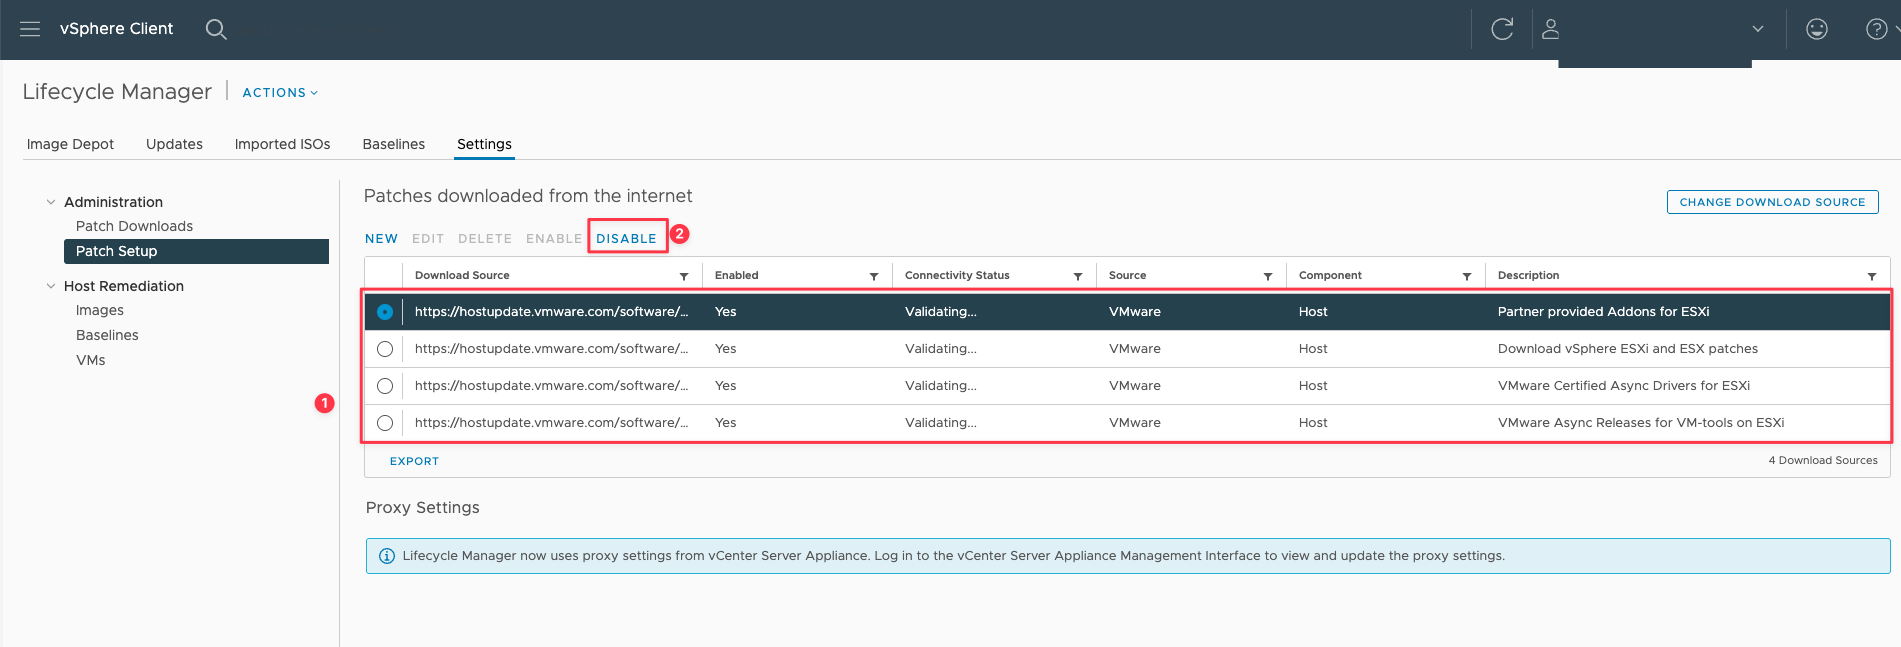 vSphere Client
Lifecycle Manager ACTIONS
Image Depot Updates Imported ISOs Baselines Settings
Administration
Patch Downloads
Patch Setup
Host Remediation
Images
Baselines
VMs
Patches downloaded from the internet
CHANGE DOWNLOAD SOURCE
NEW EDIT DELETE ENABLE DISABLE 2
Download Source Enabled Connectivity Status Source Component Description
https://hostupdate.vmware.com/software/... Yes Validating... VMware Host Partner provided Addons for ESXi
https://hostupdate.vmware.com/software/... Yes Validating... VMware Host Download vSphere ESXi and ESX patches
https://hostupdate.vmware.com/software/... Yes Validating... VMware Host VMware Certified Async Drivers for ESXi
1
https://hostupdate.vmware.com/software/... Yes Validating... VMware Host VMware Async Releases for VM-tools on ESXi
EXPORT 4 Download Sources
Proxy Settings
Lifecycle Manager now uses proxy settings from vCenter Server Appliance. Log in to the vCenter Server Appliance Management Interface to view and update the proxy settings.